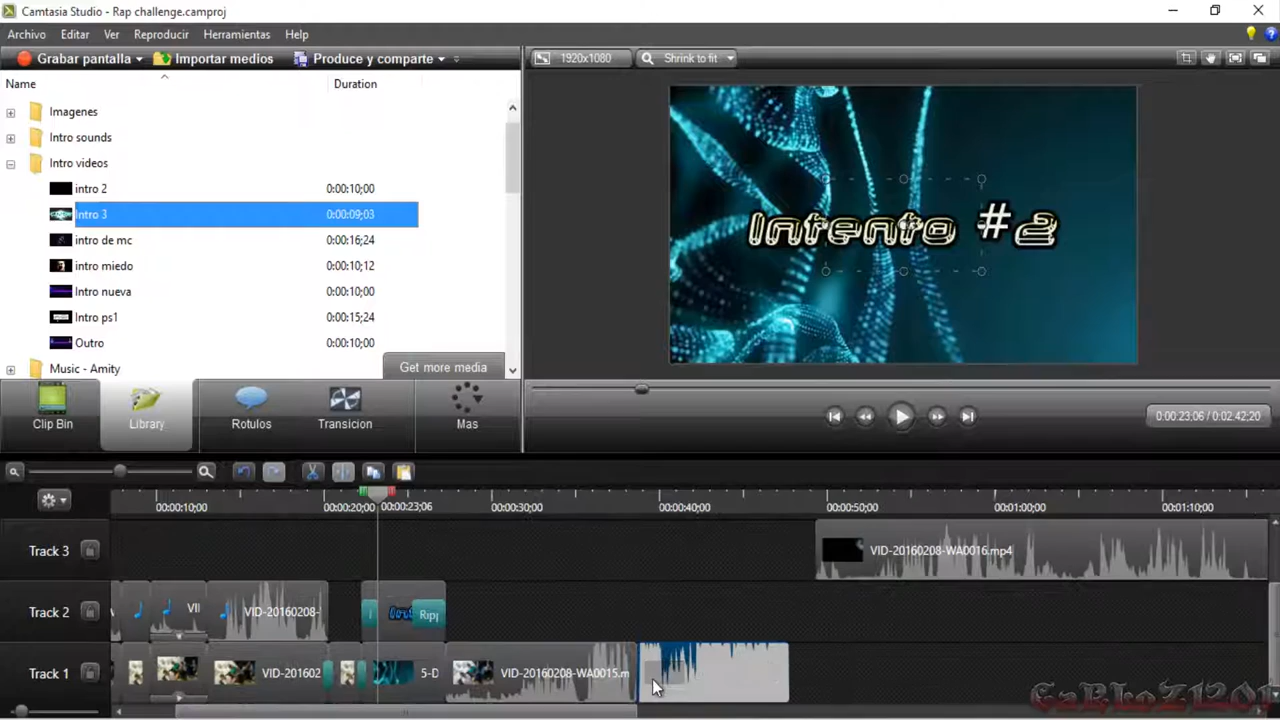 Camtasia Studio - Rap challenge.camproj
Archivo Editar Ver Reproducir Herramientas Help
Grabar pantalla Importar medios Produce y comparte
1920x1080 Shrink to fit
Name Duration
Imagenes
Intro sounds
Intro videos
intro 2 0:00:10;00
Intro 3 0:00:09;03
intro de mc 0:00:16;24
intro miedo 0:00:10;12
Intro nueva 0:00:10;00
Intro ps1 0:00:15;24
Outro 0:00:10;00
Music - Amity
Get more media
Intento #2
Clip Bin Library Rotulos Transicion Mas
0:00:23;06 / 0:02:42;20
00:00:10;00 00:00:20;00 00:00:23;06 00:00:30;00 00:00:40;00 00:00:50;00 00:01:00;00 00:01:10;00
Track 3 VID-20160208-WA0016.mp4
Track 2 VII VID-20160208- Ripp
Track 1 VID-201602 5-D VID-20160208-WA0015.m
CaRLoZ120T